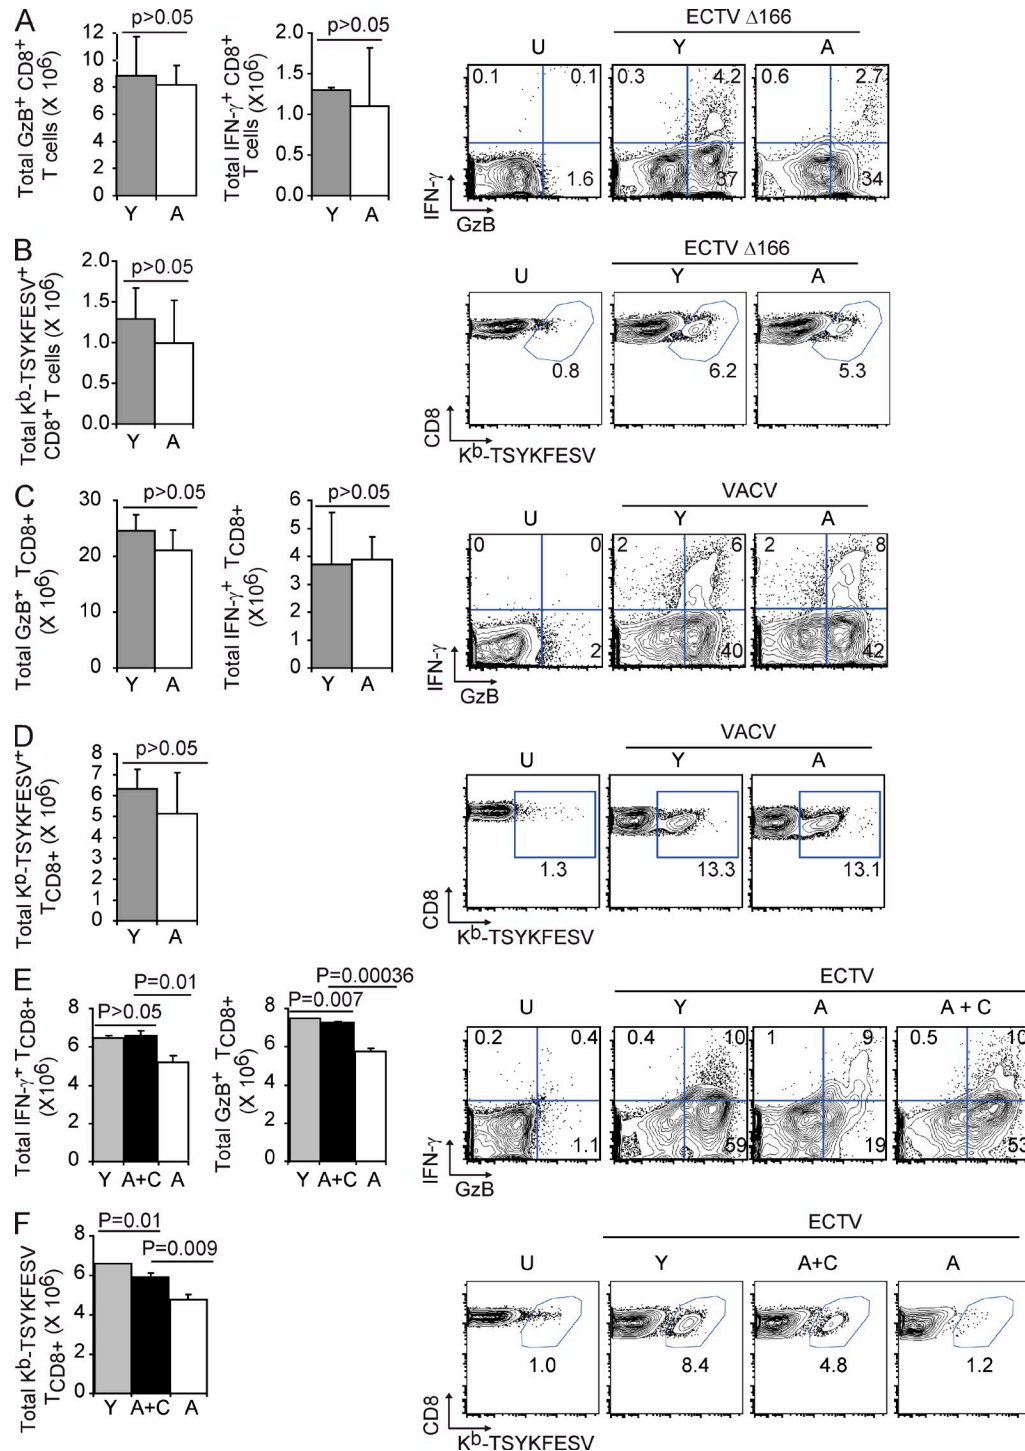 A
p>0.05
Total GzB+ CD8+
T cells (X 10⁶)
12
10
8
6
4
2
0
Y A
p>0.05
Total IFN-γ+ CD8+
T cells (X10⁶)
2.0
1.5
1.0
0.5
0.0
Y A
ECTV Δ166
U Y A
0.1 0.1
1.6
0.3 4.2
37
0.6 2.7
34
IFN-γ
GzB
B
p>0.05
Total Kᵇ-TSYKFESV+
CD8+ T cells (X 10⁶)
2.0
1.5
1.0
0.5
0.0
Y A
ECTV Δ166
U Y A
0.8 6.2 5.3
CD8
Kᵇ-TSYKFESV
C
p>0.05
Total GzB+ TCD8+
(X 10⁶)
30
20
10
0
Y A
p>0.05
Total IFN-γ+ TCD8+
(X10⁶)
6
5
4
3
2
1
0
Y A
VACV
U Y A
0 0
2
2 6
40
2 8
42
IFN-γ
GzB
D
p>0.05
Total Kᵇ-TSYKFESV+
TCD8+ (X 10⁶)
8
7
6
5
4
3
2
1
0
Y A
VACV
U Y A
1.3 13.3 13.1
CD8
Kᵇ-TSYKFESV
E
P=0.01
P>0.05
Total IFN-γ+ TCD8+
(X10⁶)
8
6
4
2
0
Y A+C A
P=0.00036
P=0.007
Total GzB+ TCD8+
(X 10⁶)
8
6
4
2
0
Y A+C A
ECTV
U Y A A + C
0.2 0.4
1.1
0.4 10
59
1 9
19
0.5 10
53
IFN-γ
GzB
F
P=0.01
P=0.009
Total Kᵇ-TSYKFESV
TCD8+ (X 10⁶)
8
6
4
2
0
Y A+C A
ECTV
U Y A+C A
1.0 8.4 4.8 1.2
CD8
Kᵇ-TSYKFESV